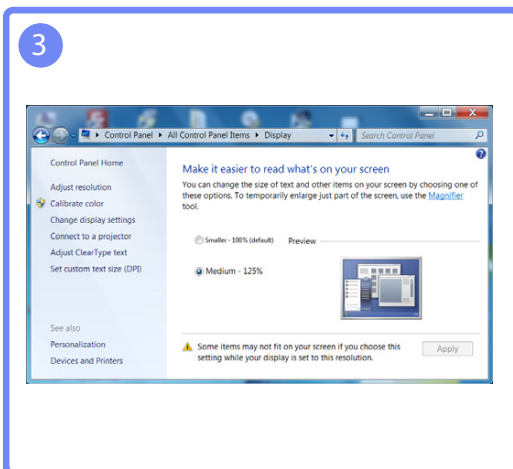 3
Control Panel ▸ All Control Panel Items ▸ Display
Search Control Panel
Control Panel Home
Adjust resolution
Calibrate color
Change display settings
Connect to a projector
Adjust ClearType text
Set custom text size (DPI)
See also
Personalization
Devices and Printers
Make it easier to read what's on your screen
You can change the size of text and other items on your screen by choosing one of
these options. To temporarily enlarge just part of the screen, use the Magnifier
tool.
Smaller - 100% (default)
Preview
Medium - 125%
Some items may not fit on your screen if you choose this
setting while your display is set to this resolution.
Apply